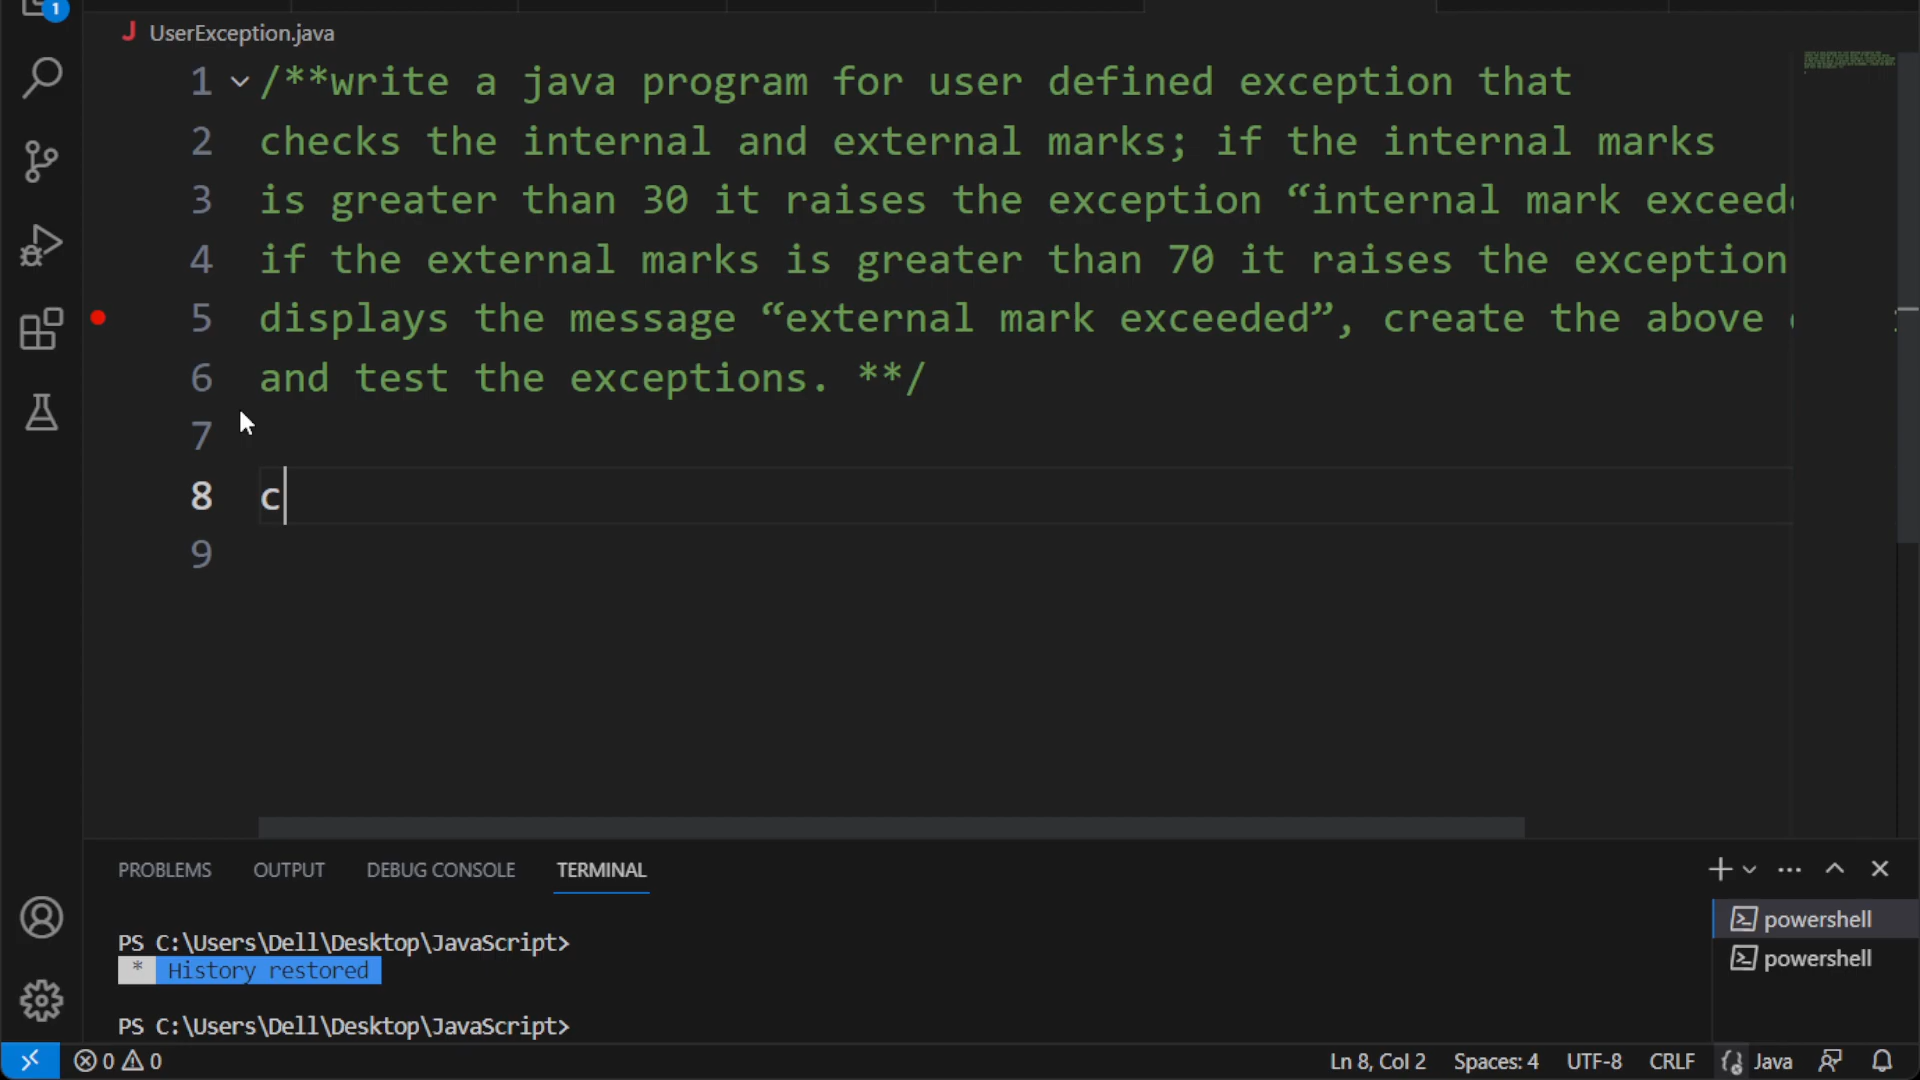 1
UserException.java
1 /**write a java program for user defined exception that
2 checks the internal and external marks; if the internal marks
3 is greater than 30 it raises the exception “internal mark
4 if the external marks is greater than 70 it raises the exception
5 displays the message “external mark exceeded”, create the above
6 and test the exceptions. **/
7
8 c
9
PROBLEMS OUTPUT DEBUG CONSOLE TERMINAL
PS C:\Users\Dell\Desktop\JavaScript>
* History restored
PS C:\Users\Dell\Desktop\JavaScript>
powershell
powershell
0 0 Ln 8, Col 2 Spaces: 4 UTF-8 CRLF Java